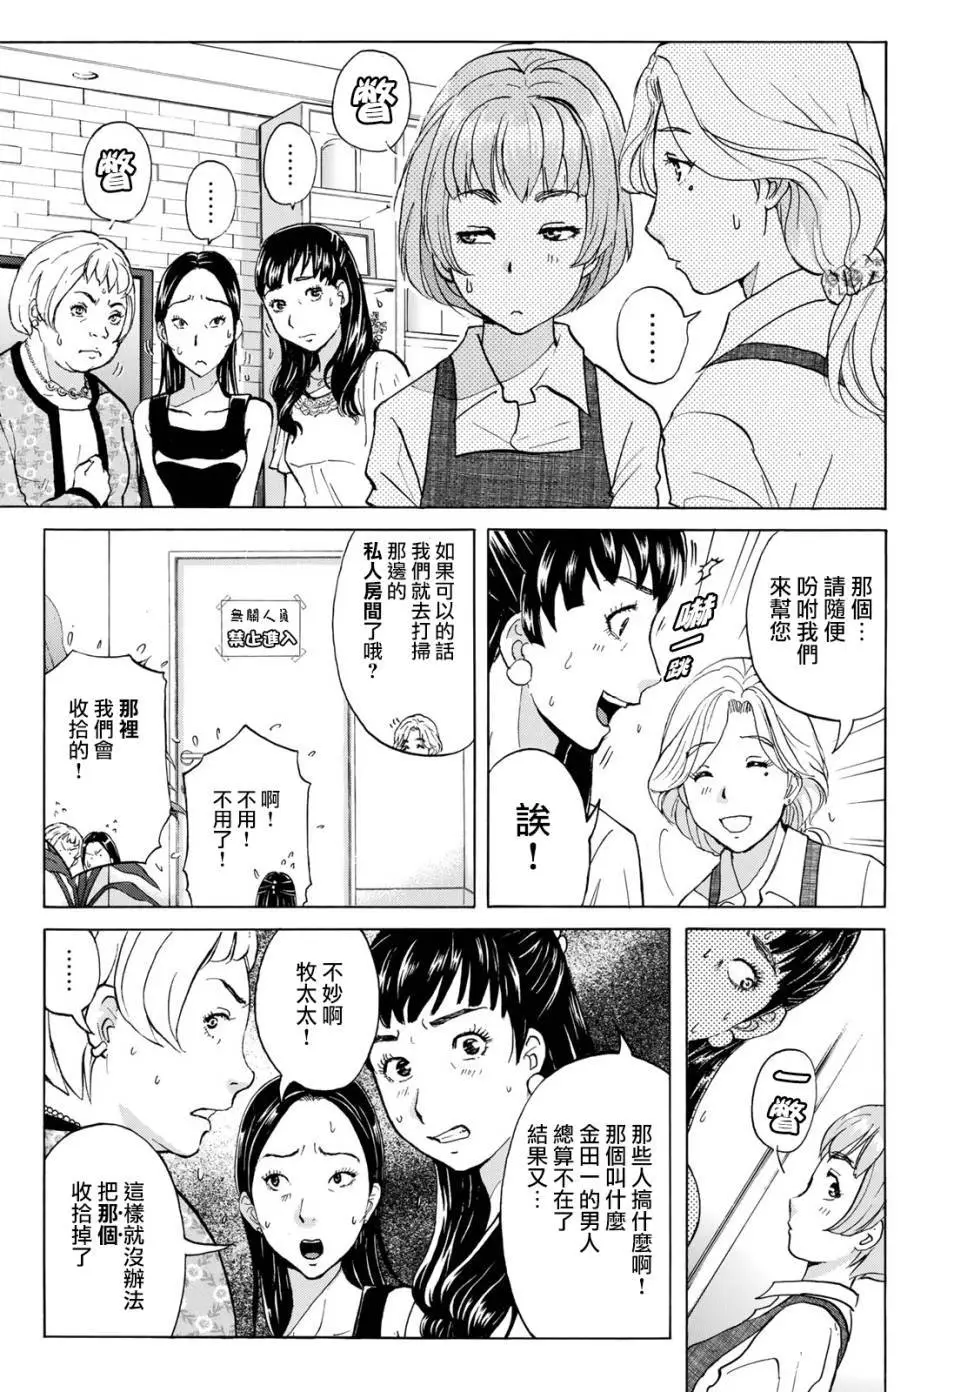 瞥
……
……
瞥
……
那個…
請隨便
吩咐我們
來幫您
嚇一跳
誒！
如果可以的話
我們就去打掃
那邊的
私人房間了哦？
無關人員
禁止進入
啊！
不用！
不用了！
那裡
我們會
收拾的！
一瞥
那些人搞什麼啊！
那個叫什麼
金田一的男人
總算不在了
結果又…
不妙啊
牧太太！
……
這樣就沒辦法
把那個
收拾掉了